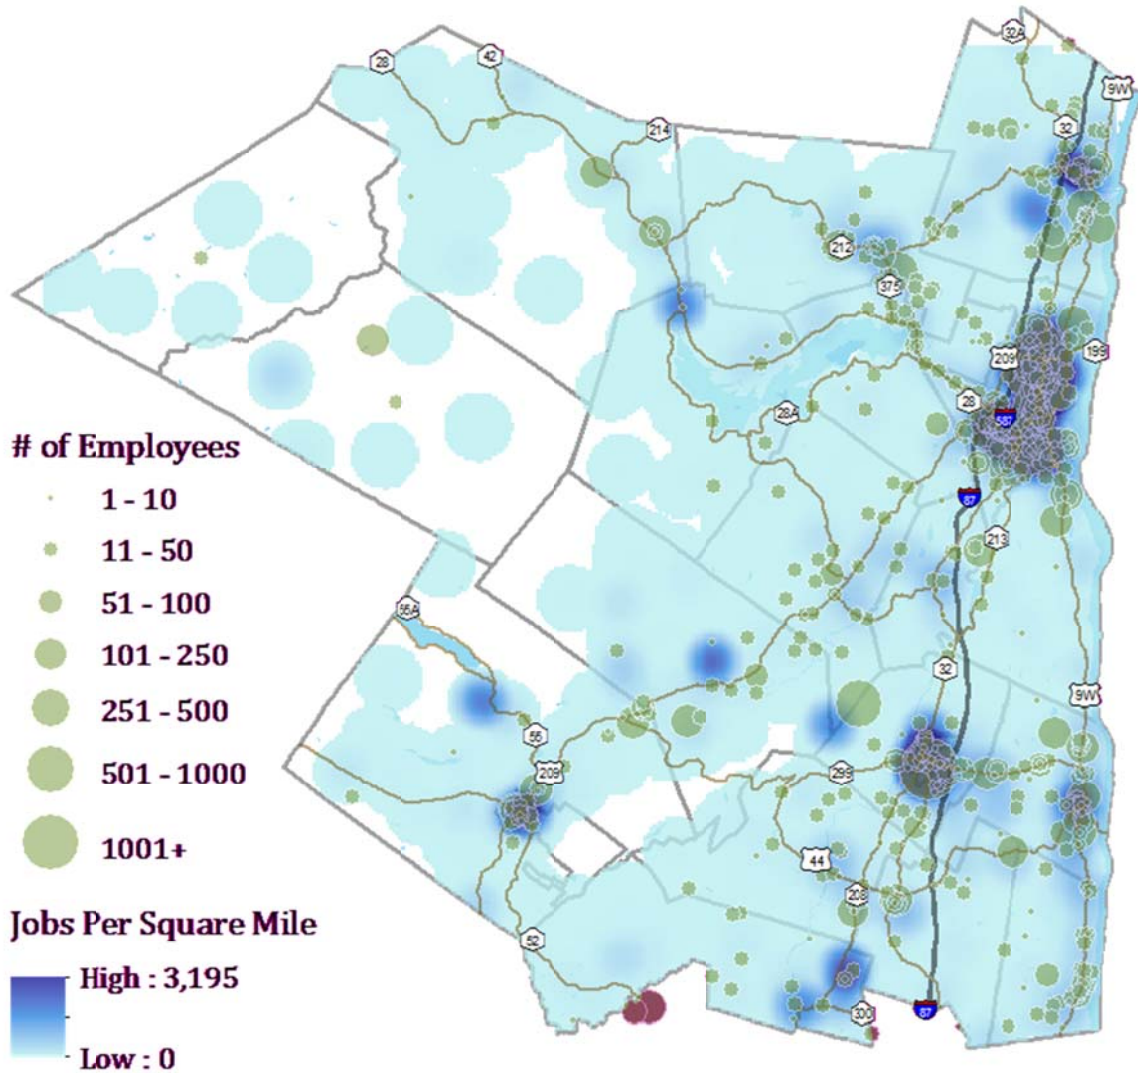 32A
28
42
9W
214
32
212
375
209
199
28
28A
587
# of Employees
1 - 10
87
11 - 50
213
51 - 100
55A
101 - 250
32
9W
251 - 500
55
501 - 1000
209
299
1001+
44
208
Jobs Per Square Mile
52
High : 3,195
300
87
Low : 0